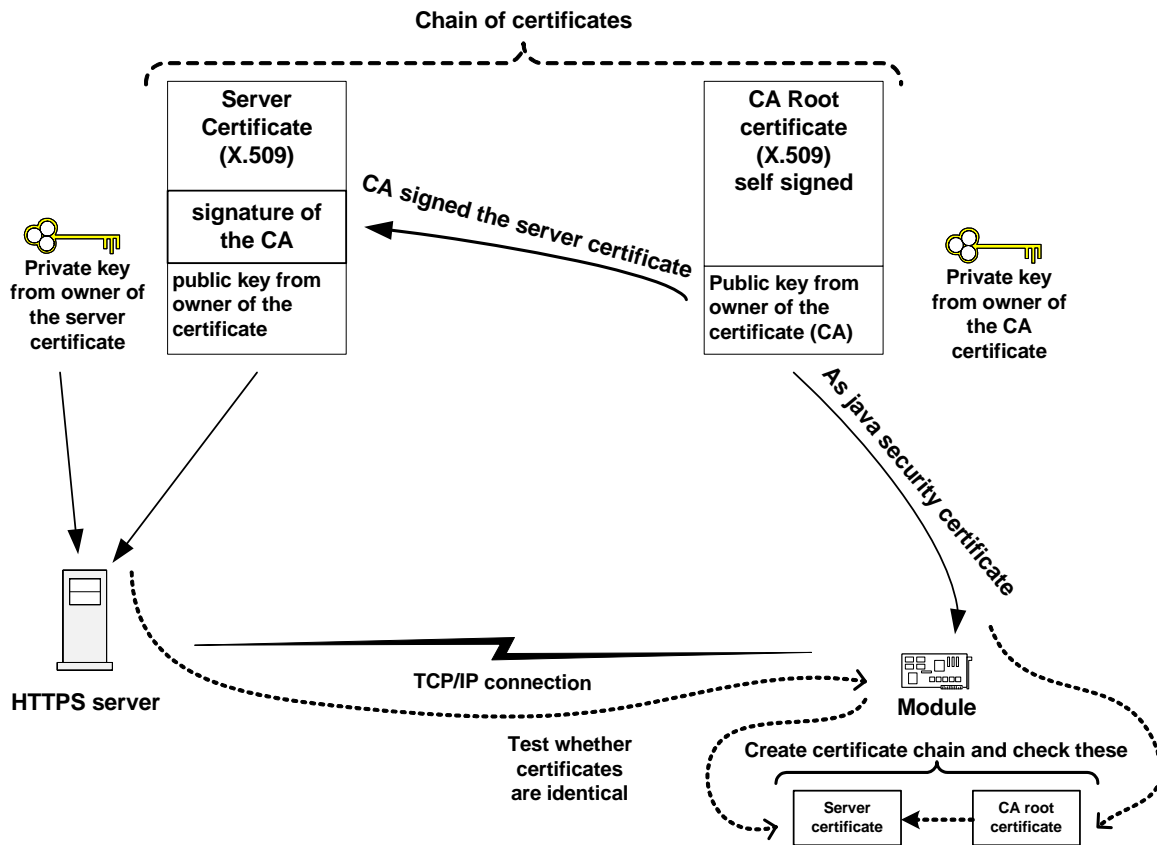 Chain of certificates
Server
Certificate
(X.509)
signature of
the CA
public key from
owner of the
certificate
CA signed the server certificate
CA Root
certificate
(X.509)
self signed
Public key from
owner of the
certificate (CA)
Private key
from owner of
the server
certificate
Private key
from owner of
the CA
certificate
As java security certificate
HTTPS server
TCP/IP connection
Module
Test whether
certificates
are identical
Create certificate chain and check these
Server
certificate
CA root
certificate